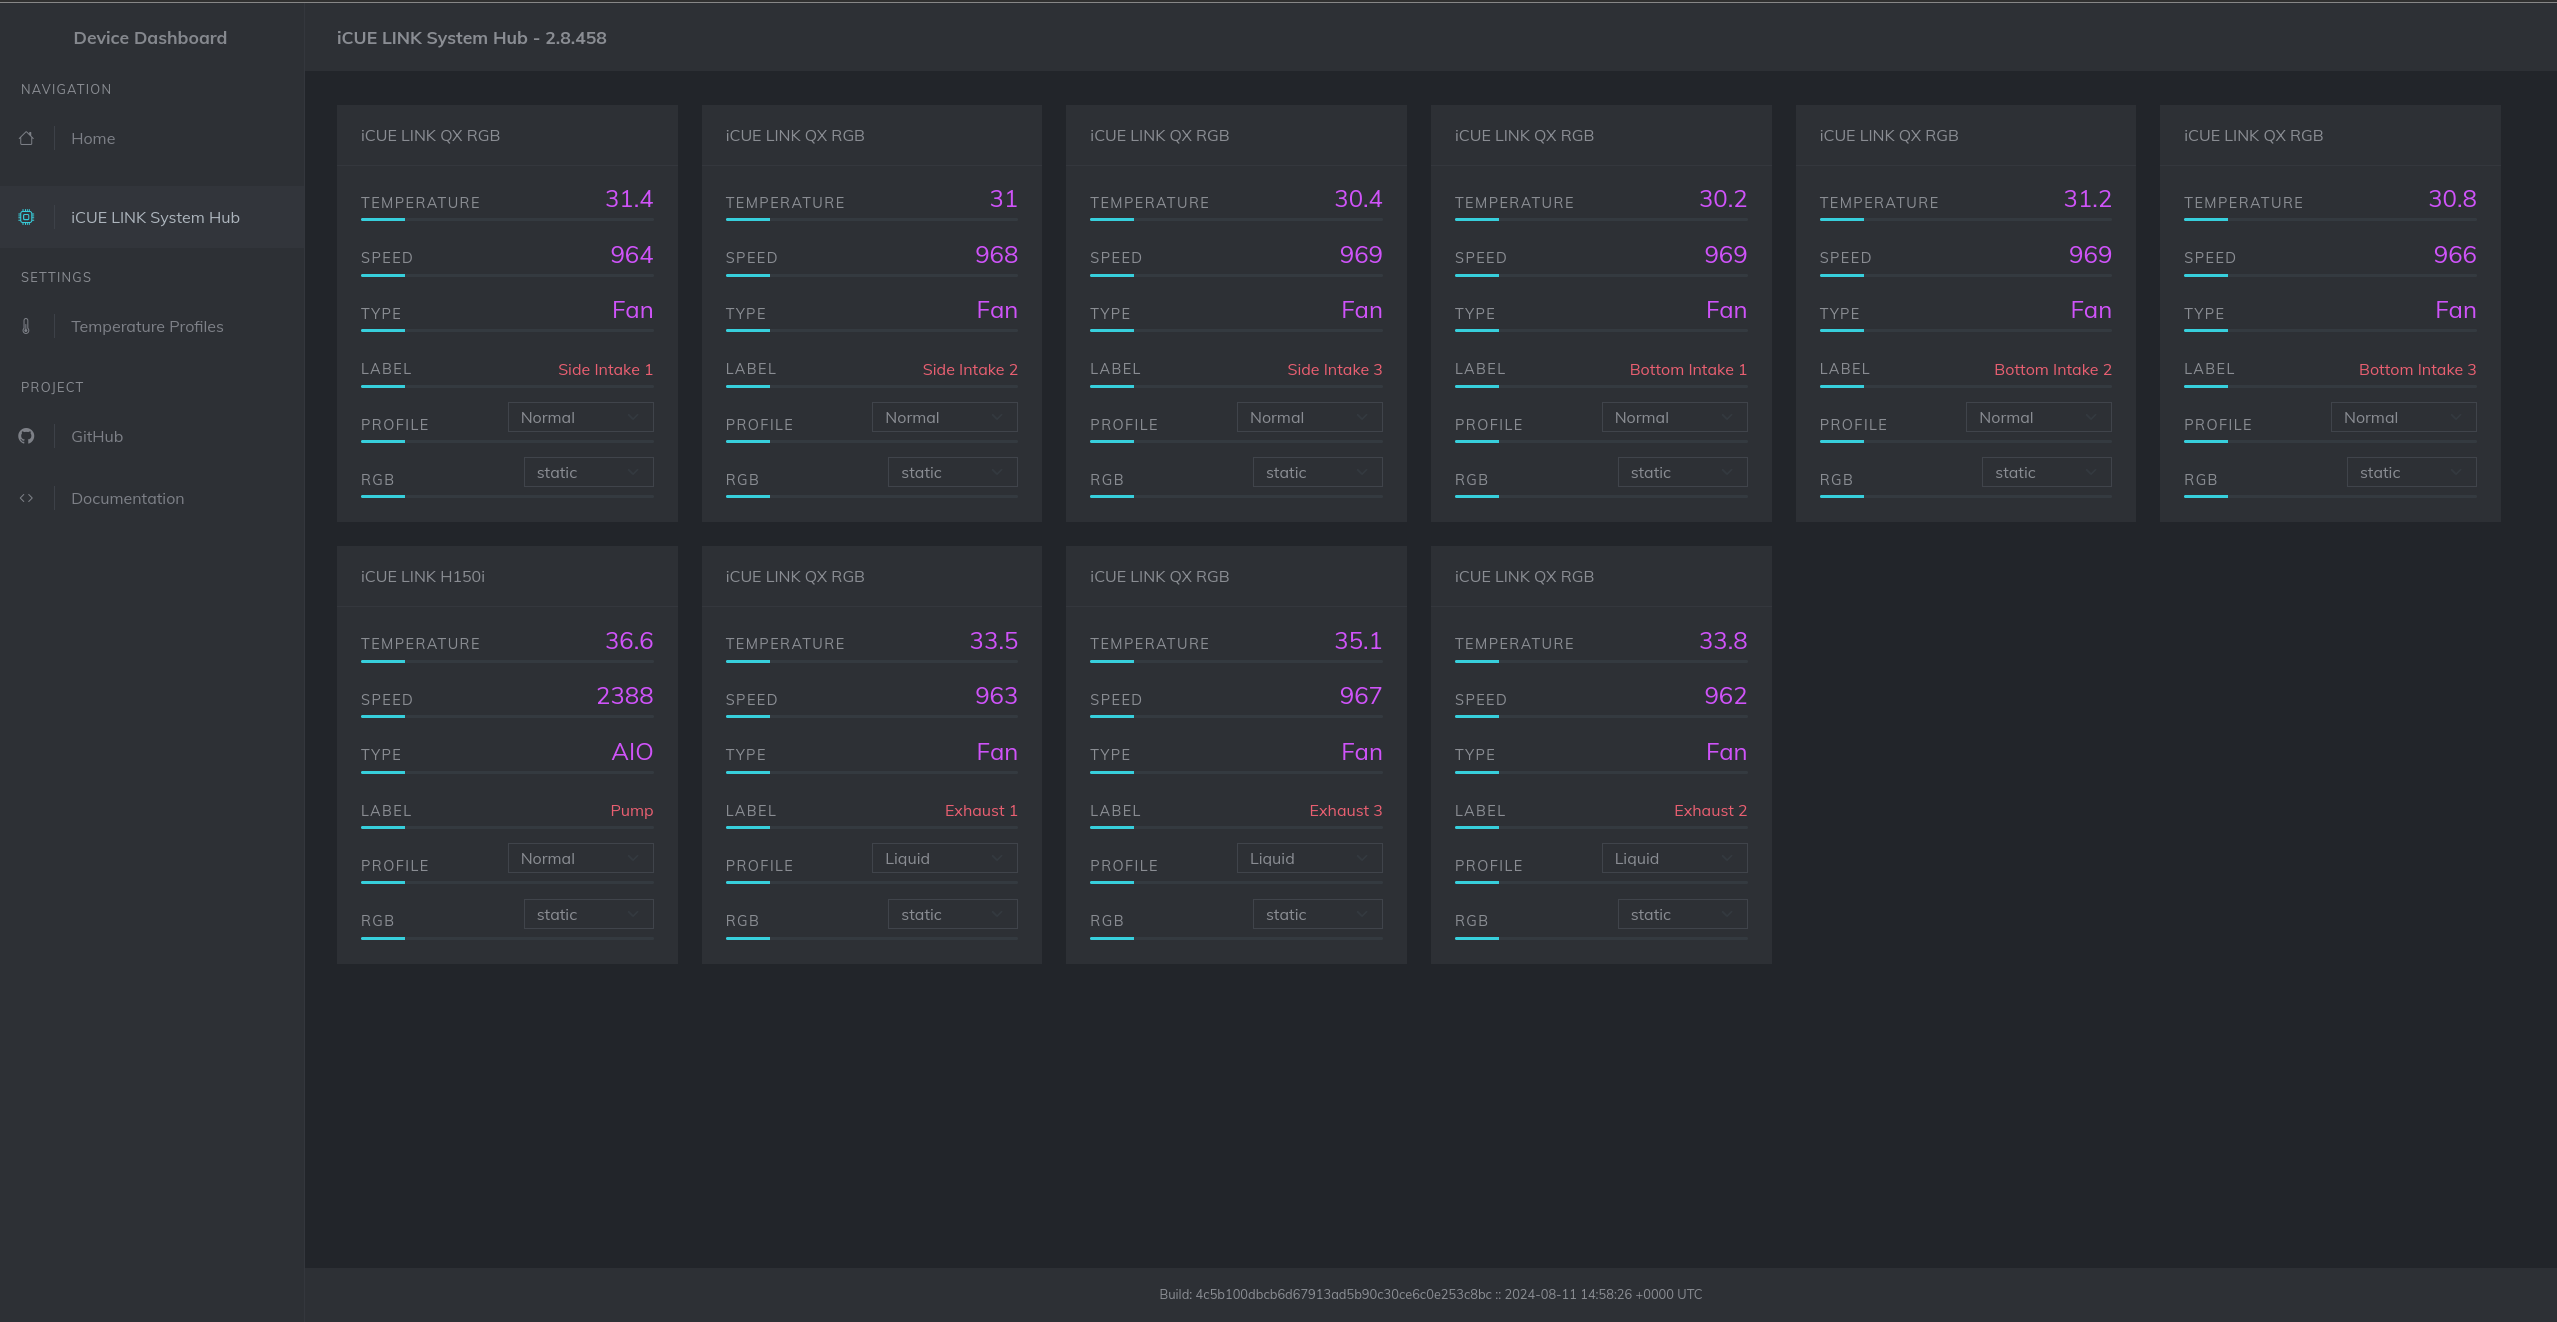 Device Dashboard
NAVIGATION
Home
iCUE LINK System Hub
SETTINGS
Temperature Profiles
PROJECT
GitHub
Documentation
iCUE LINK System Hub - 2.8.458
iCUE LINK QX RGB
TEMPERATURE 31.4
SPEED 964
TYPE Fan
LABEL Side Intake 1
PROFILE Normal
RGB static
iCUE LINK QX RGB
TEMPERATURE 31
SPEED 968
TYPE Fan
LABEL Side Intake 2
PROFILE Normal
RGB static
iCUE LINK QX RGB
TEMPERATURE 30.4
SPEED 969
TYPE Fan
LABEL Side Intake 3
PROFILE Normal
RGB static
iCUE LINK QX RGB
TEMPERATURE 30.2
SPEED 969
TYPE Fan
LABEL Bottom Intake 1
PROFILE Normal
RGB static
iCUE LINK QX RGB
TEMPERATURE 31.2
SPEED 969
TYPE Fan
LABEL Bottom Intake 2
PROFILE Normal
RGB static
iCUE LINK QX RGB
TEMPERATURE 30.8
SPEED 966
TYPE Fan
LABEL Bottom Intake 3
PROFILE Normal
RGB static
iCUE LINK H150i
TEMPERATURE 36.6
SPEED 2388
TYPE AIO
LABEL Pump
PROFILE Normal
RGB static
iCUE LINK QX RGB
TEMPERATURE 33.5
SPEED 963
TYPE Fan
LABEL Exhaust 1
PROFILE Liquid
RGB static
iCUE LINK QX RGB
TEMPERATURE 35.1
SPEED 967
TYPE Fan
LABEL Exhaust 3
PROFILE Liquid
RGB static
iCUE LINK QX RGB
TEMPERATURE 33.8
SPEED 962
TYPE Fan
LABEL Exhaust 2
PROFILE Liquid
RGB static
Build: 4c5b100dbcb6d67913ad5b90c30ce6c0e253c8bc :: 2024-08-11 14:58:26 +0000 UTC